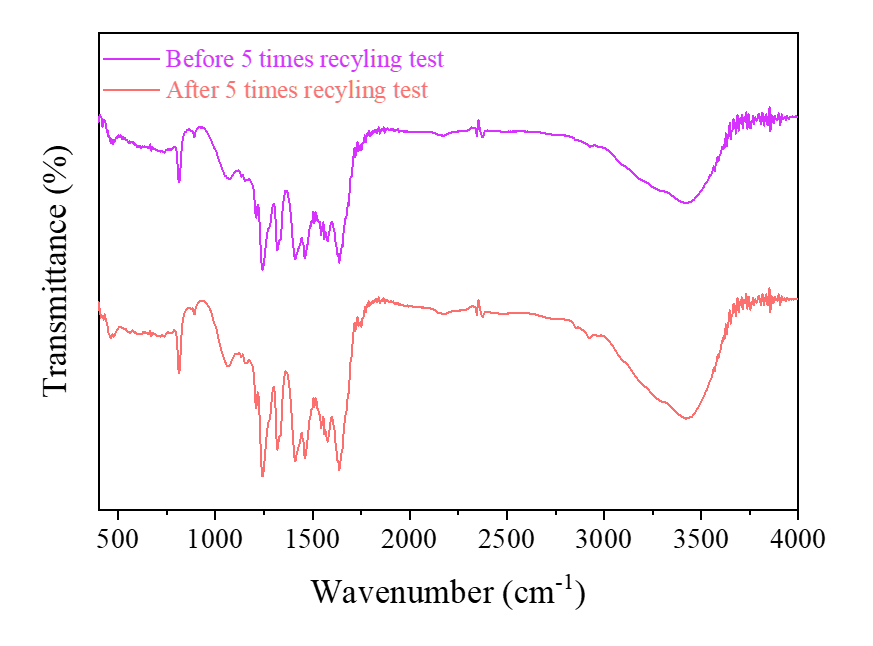 Before 5 times recyling test
After 5 times recyling test
Transmittance (%)
500 1000 1500 2000 2500 3000 3500 4000
Wavenumber (cm⁻¹)